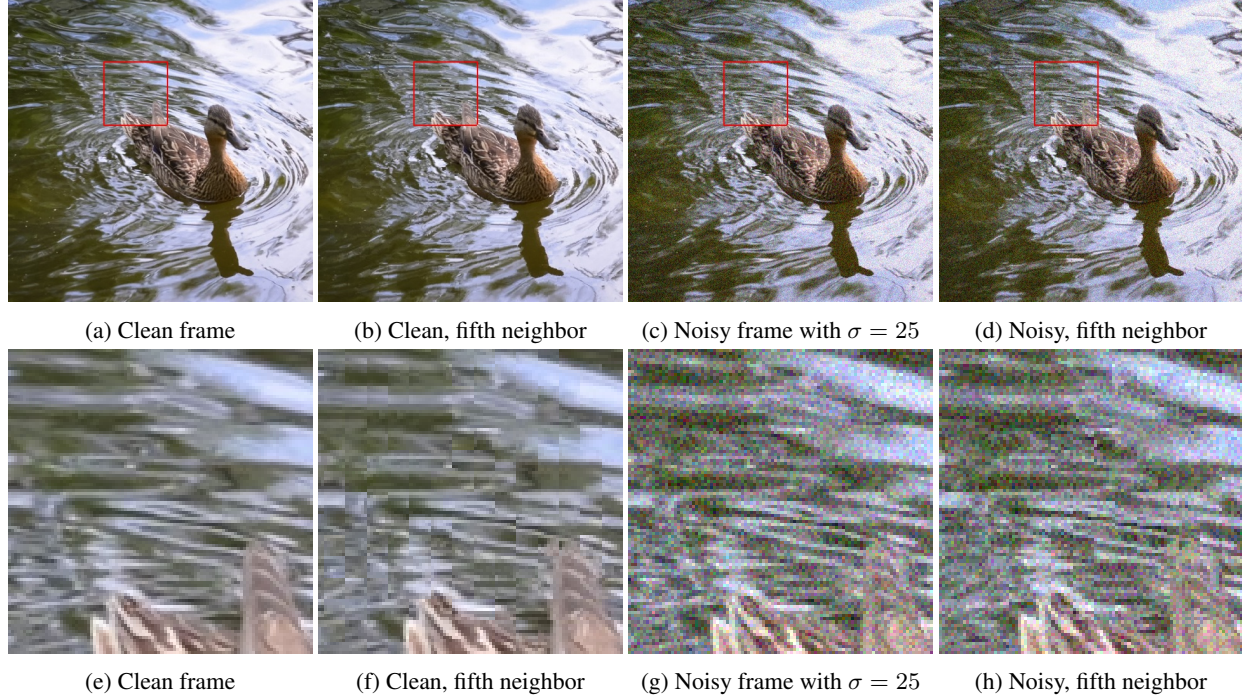 (a) Clean frame
(b) Clean, fifth neighbor
(c) Noisy frame with σ = 25
(d) Noisy, fifth neighbor
(e) Clean frame
(f) Clean, fifth neighbor
(g) Noisy frame with σ = 25
(h) Noisy, fifth neighbor